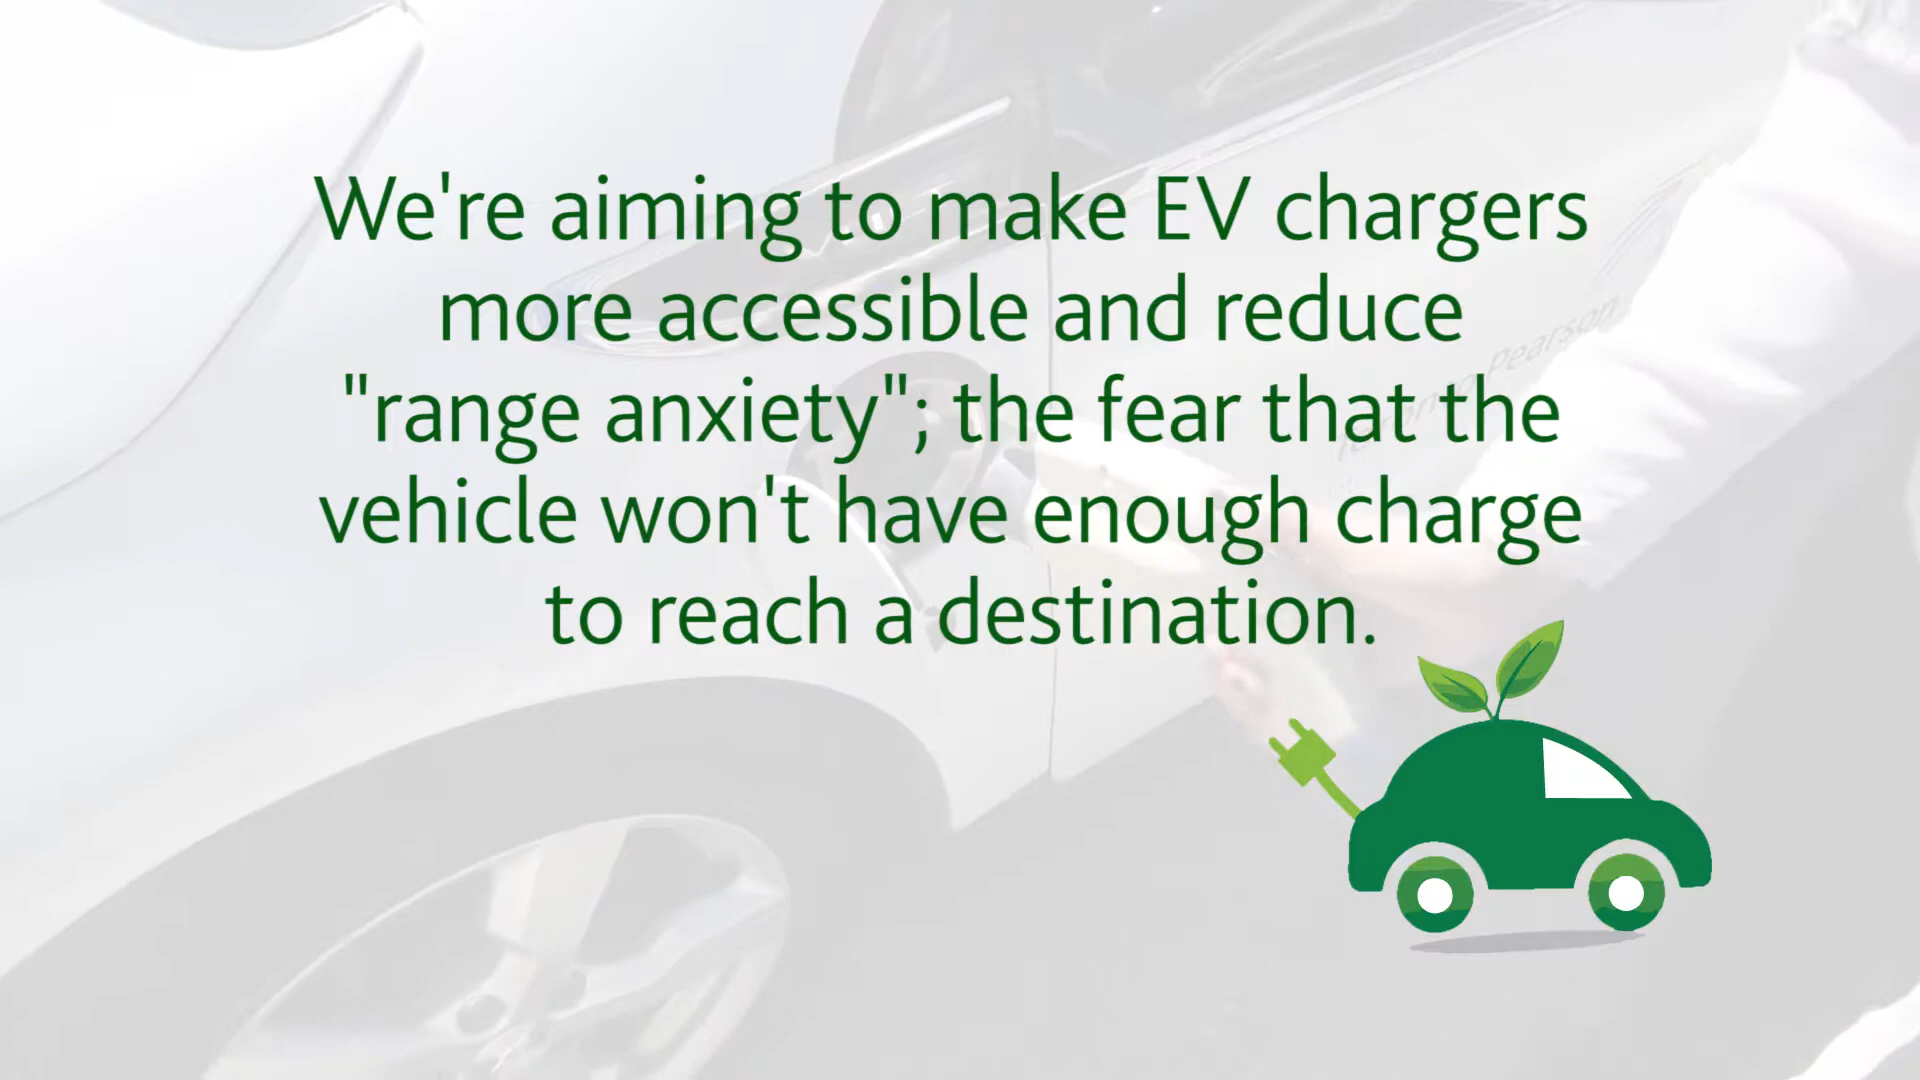 We're aiming to make EV chargers
more accessible and reduce
"range anxiety"; the fear that the
vehicle won't have enough charge
to reach a destination.
Pearson